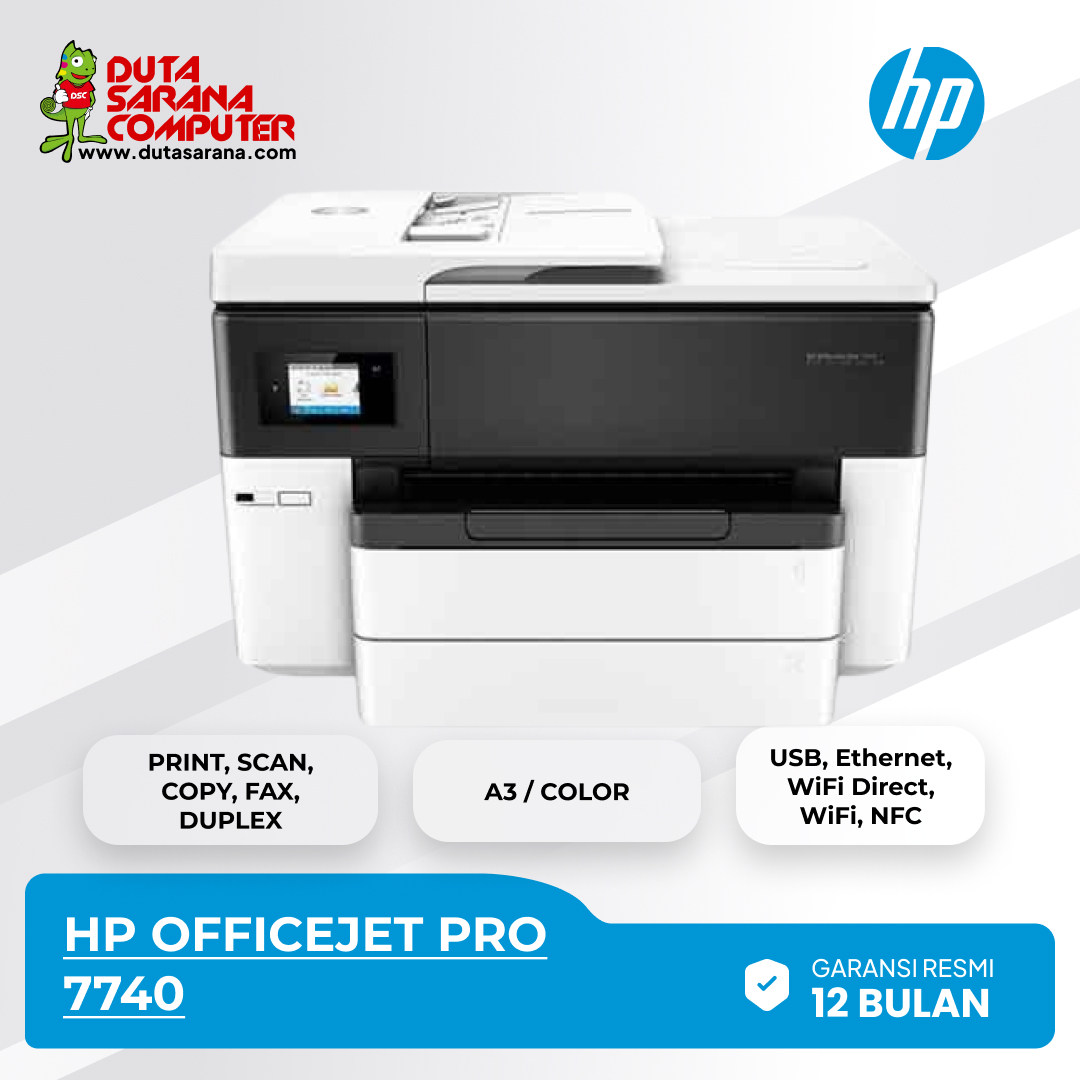 DUTA
SARANA
COMPUTER
DSC
www.dutasarana.com
hp
PRINT, SCAN,
COPY, FAX,
DUPLEX
A3 / COLOR
USB, Ethernet,
WiFi Direct,
WiFi, NFC
HP OFFICEJET PRO
7740
GARANSI RESMI
12 BULAN